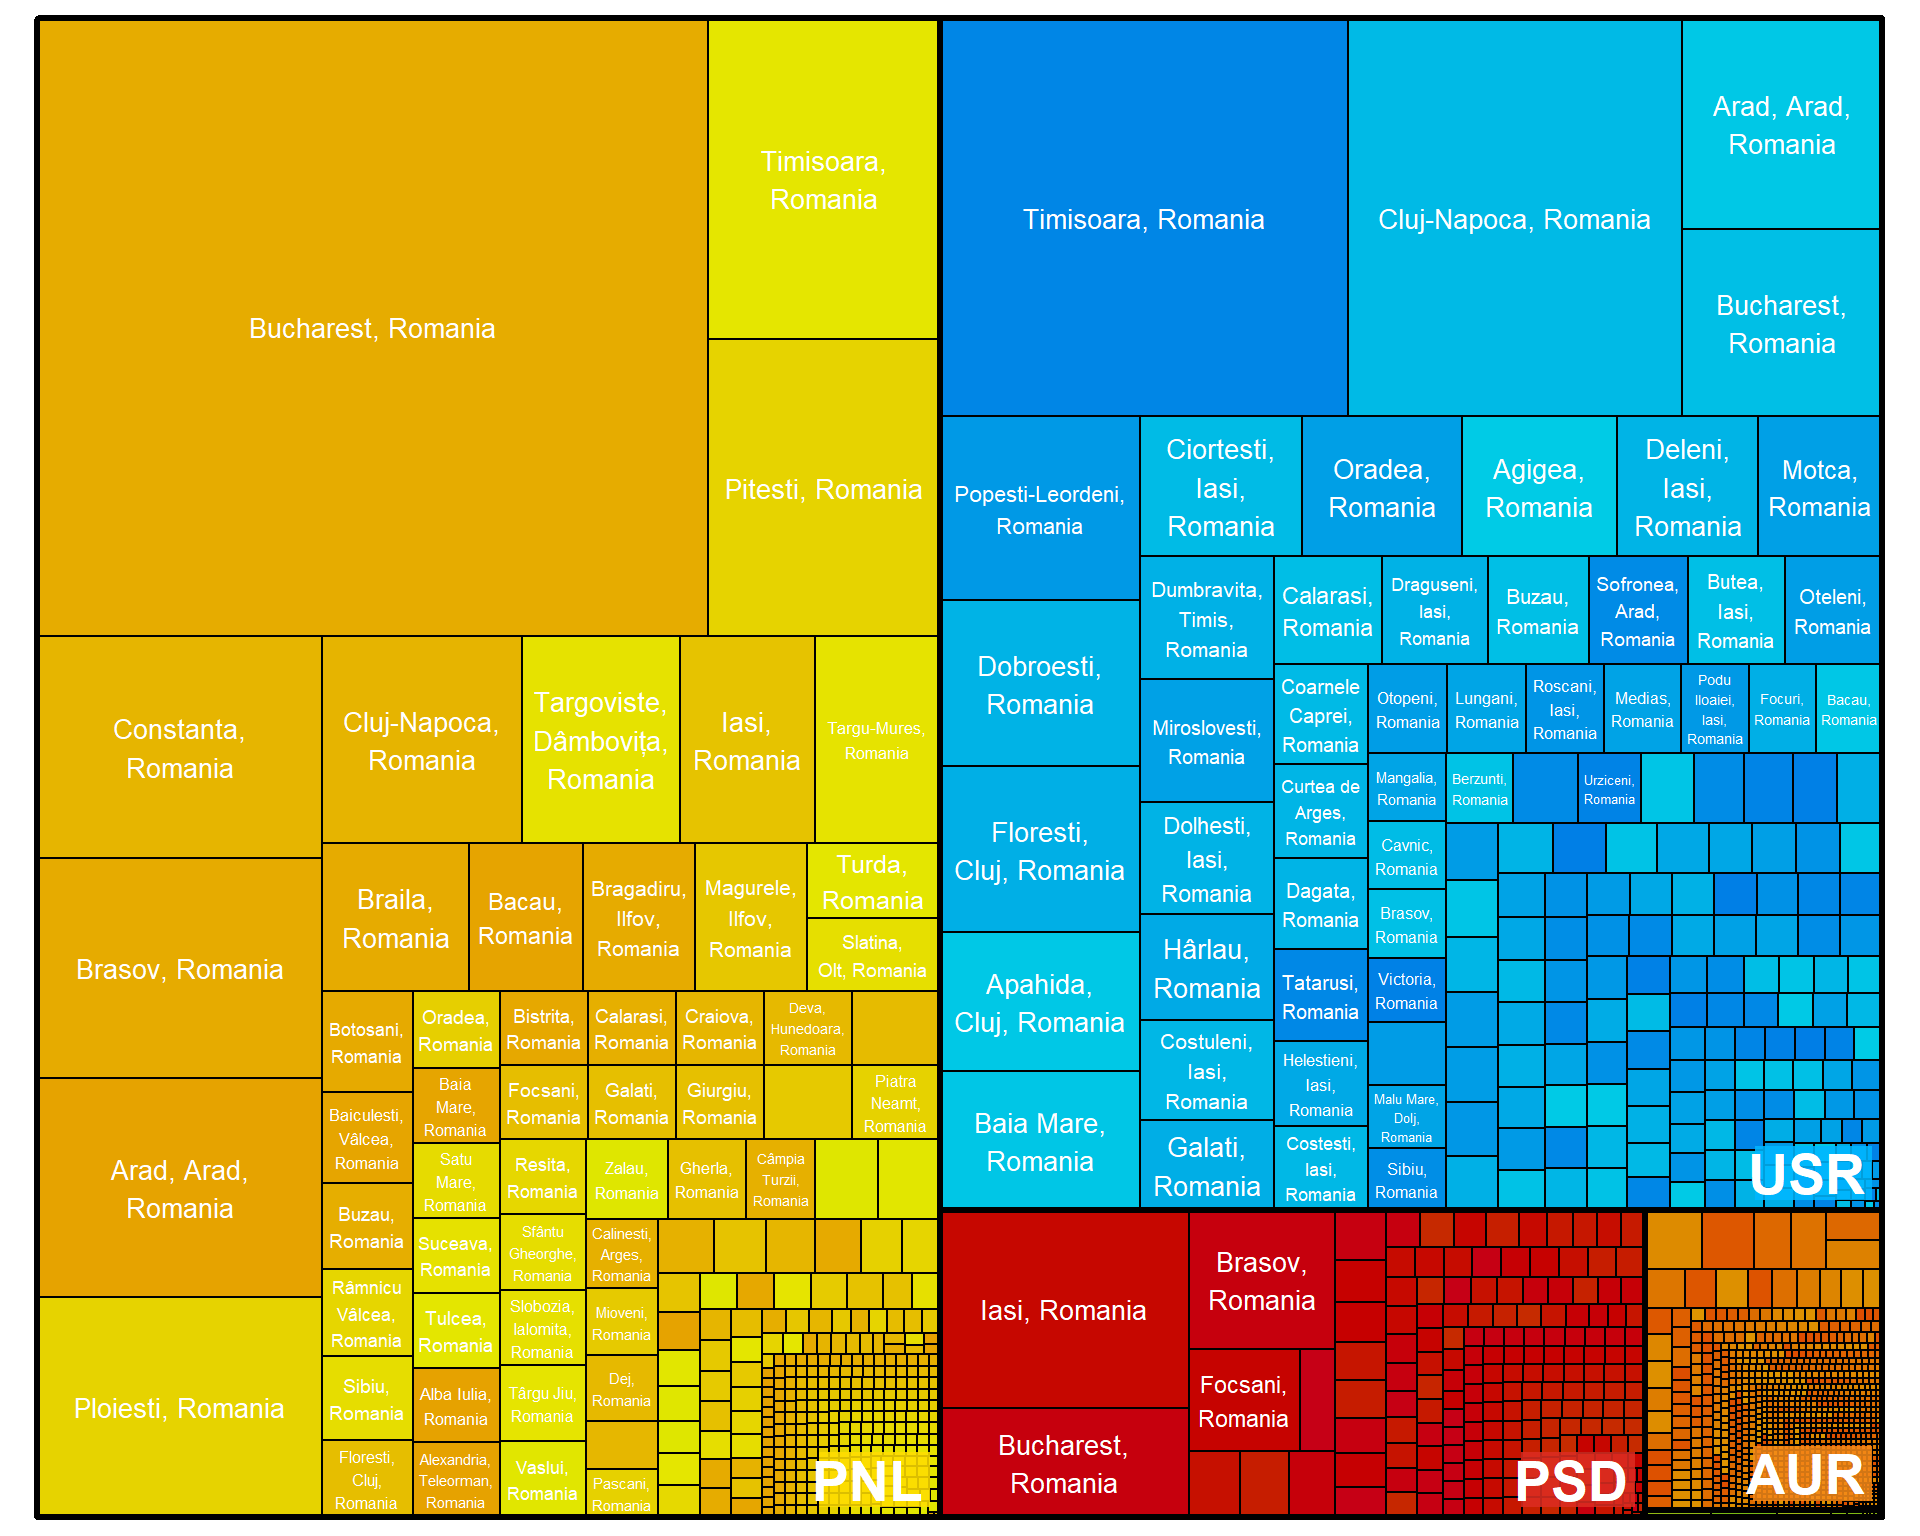 Bucharest, Romania
Timisoara,
Romania
Pitesti, Romania
Constanta,
Romania
Brasov, Romania
Arad, Arad,
Romania
Ploiesti, Romania
Cluj-Napoca,
Romania
Targoviste,
Dâmbovița,
Romania
Iasi,
Romania
Targu-Mures,
Romania
Braila,
Romania
Bacau,
Romania
Bragadiru,
Ilfov,
Romania
Magurele,
Ilfov,
Romania
Turda,
Romania
Slatina,
Olt, Romania
Botosani,
Romania
Baiculesti,
Vâlcea,
Romania
Buzau,
Romania
Râmnicu
Vâlcea,
Romania
Sibiu,
Romania
Floresti,
Cluj,
Romania
Oradea,
Romania
Baia
Mare,
Romania
Satu
Mare,
Romania
Suceava,
Romania
Tulcea,
Romania
Alba Iulia,
Romania
Alexandria,
Teleorman,
Romania
Bistrita,
Romania
Calarasi,
Romania
Craiova,
Romania
Deva,
Hunedoara,
Romania
Focsani,
Romania
Galati,
Romania
Giurgiu,
Romania
Piatra
Neamt,
Romania
Resita,
Romania
Sfântu
Gheorghe,
Romania
Slobozia,
Ialomita,
Romania
Târgu Jiu,
Romania
Vaslui,
Romania
Zalau,
Romania
Gherla,
Romania
Câmpia
Turzii,
Romania
Calinesti,
Arges,
Romania
Mioveni,
Romania
Dej,
Romania
Pascani,
Romania
PNL
Timisoara, Romania
Cluj-Napoca, Romania
Arad, Arad,
Romania
Bucharest,
Romania
Popesti-Leordeni,
Romania
Dobroesti,
Romania
Floresti,
Cluj, Romania
Apahida,
Cluj, Romania
Baia Mare,
Romania
Ciortesti,
Iasi,
Romania
Oradea,
Romania
Agigea,
Romania
Deleni,
Iasi,
Romania
Motca,
Romania
Dumbravita,
Timis,
Romania
Miroslovesti,
Romania
Dolhesti,
Iasi,
Romania
Hârlau,
Romania
Costuleni,
Iasi,
Romania
Galati,
Romania
Calarasi,
Romania
Draguseni,
Iasi,
Romania
Buzau,
Romania
Sofronea,
Arad,
Romania
Butea,
Iasi,
Romania
Oteleni,
Romania
Coarnele
Caprei,
Romania
Curtea de
Arges,
Romania
Dagata,
Romania
Tatarusi,
Romania
Helestieni,
Iasi,
Romania
Costesti,
Iasi,
Romania
Otopeni,
Romania
Lungani,
Romania
Roscani,
Iasi,
Romania
Medias,
Romania
Podu
Iloaiei,
Iasi,
Romania
Focuri,
Romania
Bacau,
Romania
Mangalia,
Romania
Berzunti,
Romania
Urziceni,
Romania
Cavnic,
Romania
Brasov,
Romania
Victoria,
Romania
Malu Mare,
Dolj,
Romania
Sibiu,
Romania
USR
Iasi, Romania
Bucharest,
Romania
Brasov,
Romania
Focsani,
Romania
PSD
AUR